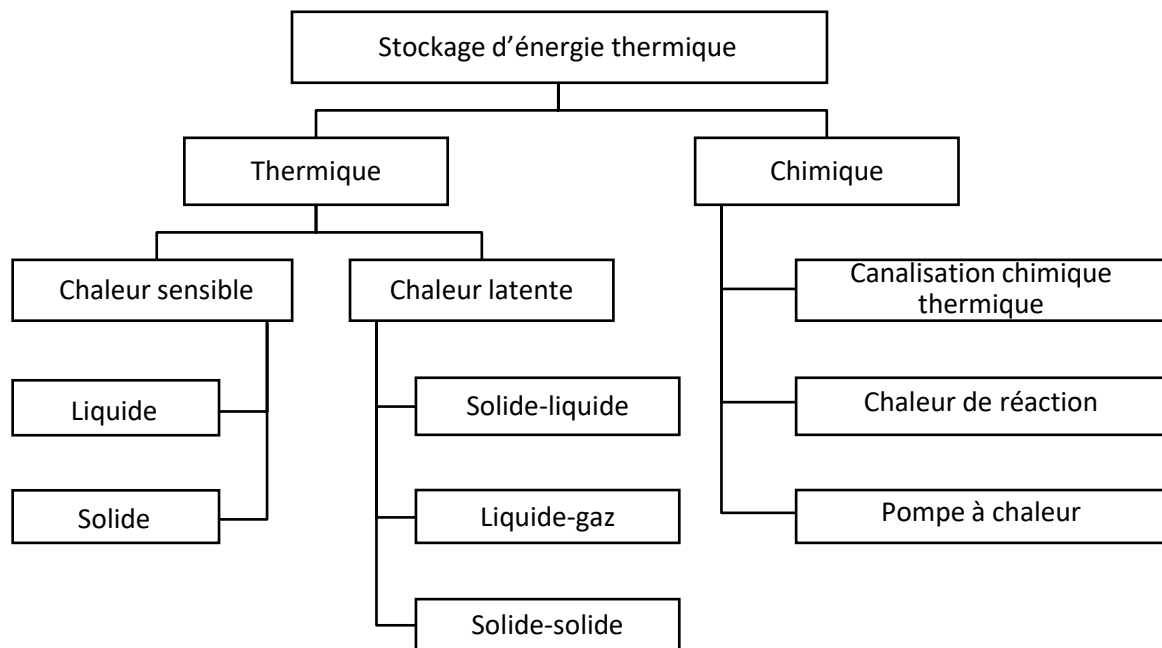 Stockage d’énergie thermique
Thermique
Chimique
Chaleur sensible
Chaleur latente
Canalisation chimique
thermique
Liquide
Solide-liquide
Chaleur de réaction
Solide
Liquide-gaz
Pompe à chaleur
Solide-solide